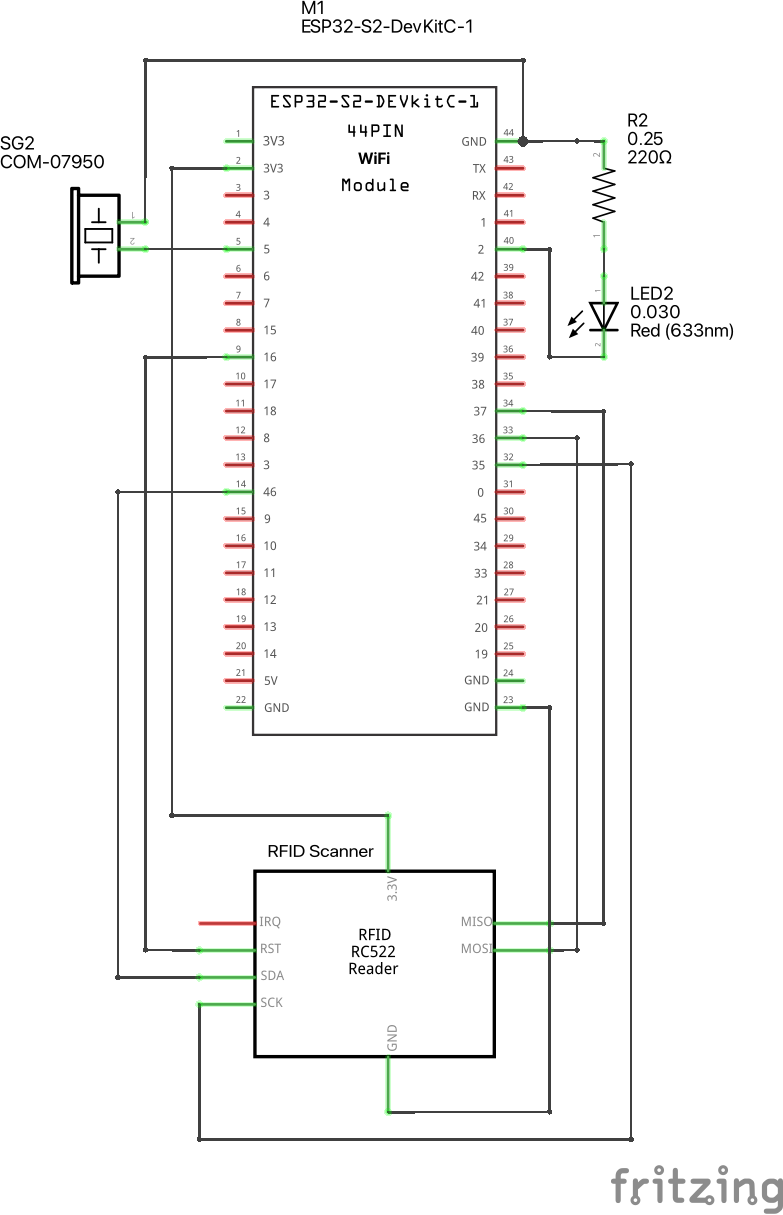 M1
ESP32-S2-DevKitC-1
ESP32-S2-DEVkitC-1
44PIN
WiFi
Module
SG2
COM-07950
1
2
R2
0.25
220Ω
2
1
LED2
0.030
Red (633nm)
1
2
1 3V3 GND 44
2 3V3 TX 43
3 3 RX 42
4 4 1 41
5 5 2 40
6 6 42 39
7 7 41 38
8 15 40 37
9 16 39 36
10 17 38 35
11 18 37 34
12 8 36 33
13 3 35 32
14 46 0 31
15 9 45 30
16 10 34 29
17 11 33 28
18 12 21 27
19 13 20 26
20 14 19 25
21 5V GND 24
22 GND GND 23
RFID Scanner
3.3V
IRQ
RST
SDA
SCK
RFID
RC522
Reader
MISO
MOSI
GND
fritzing